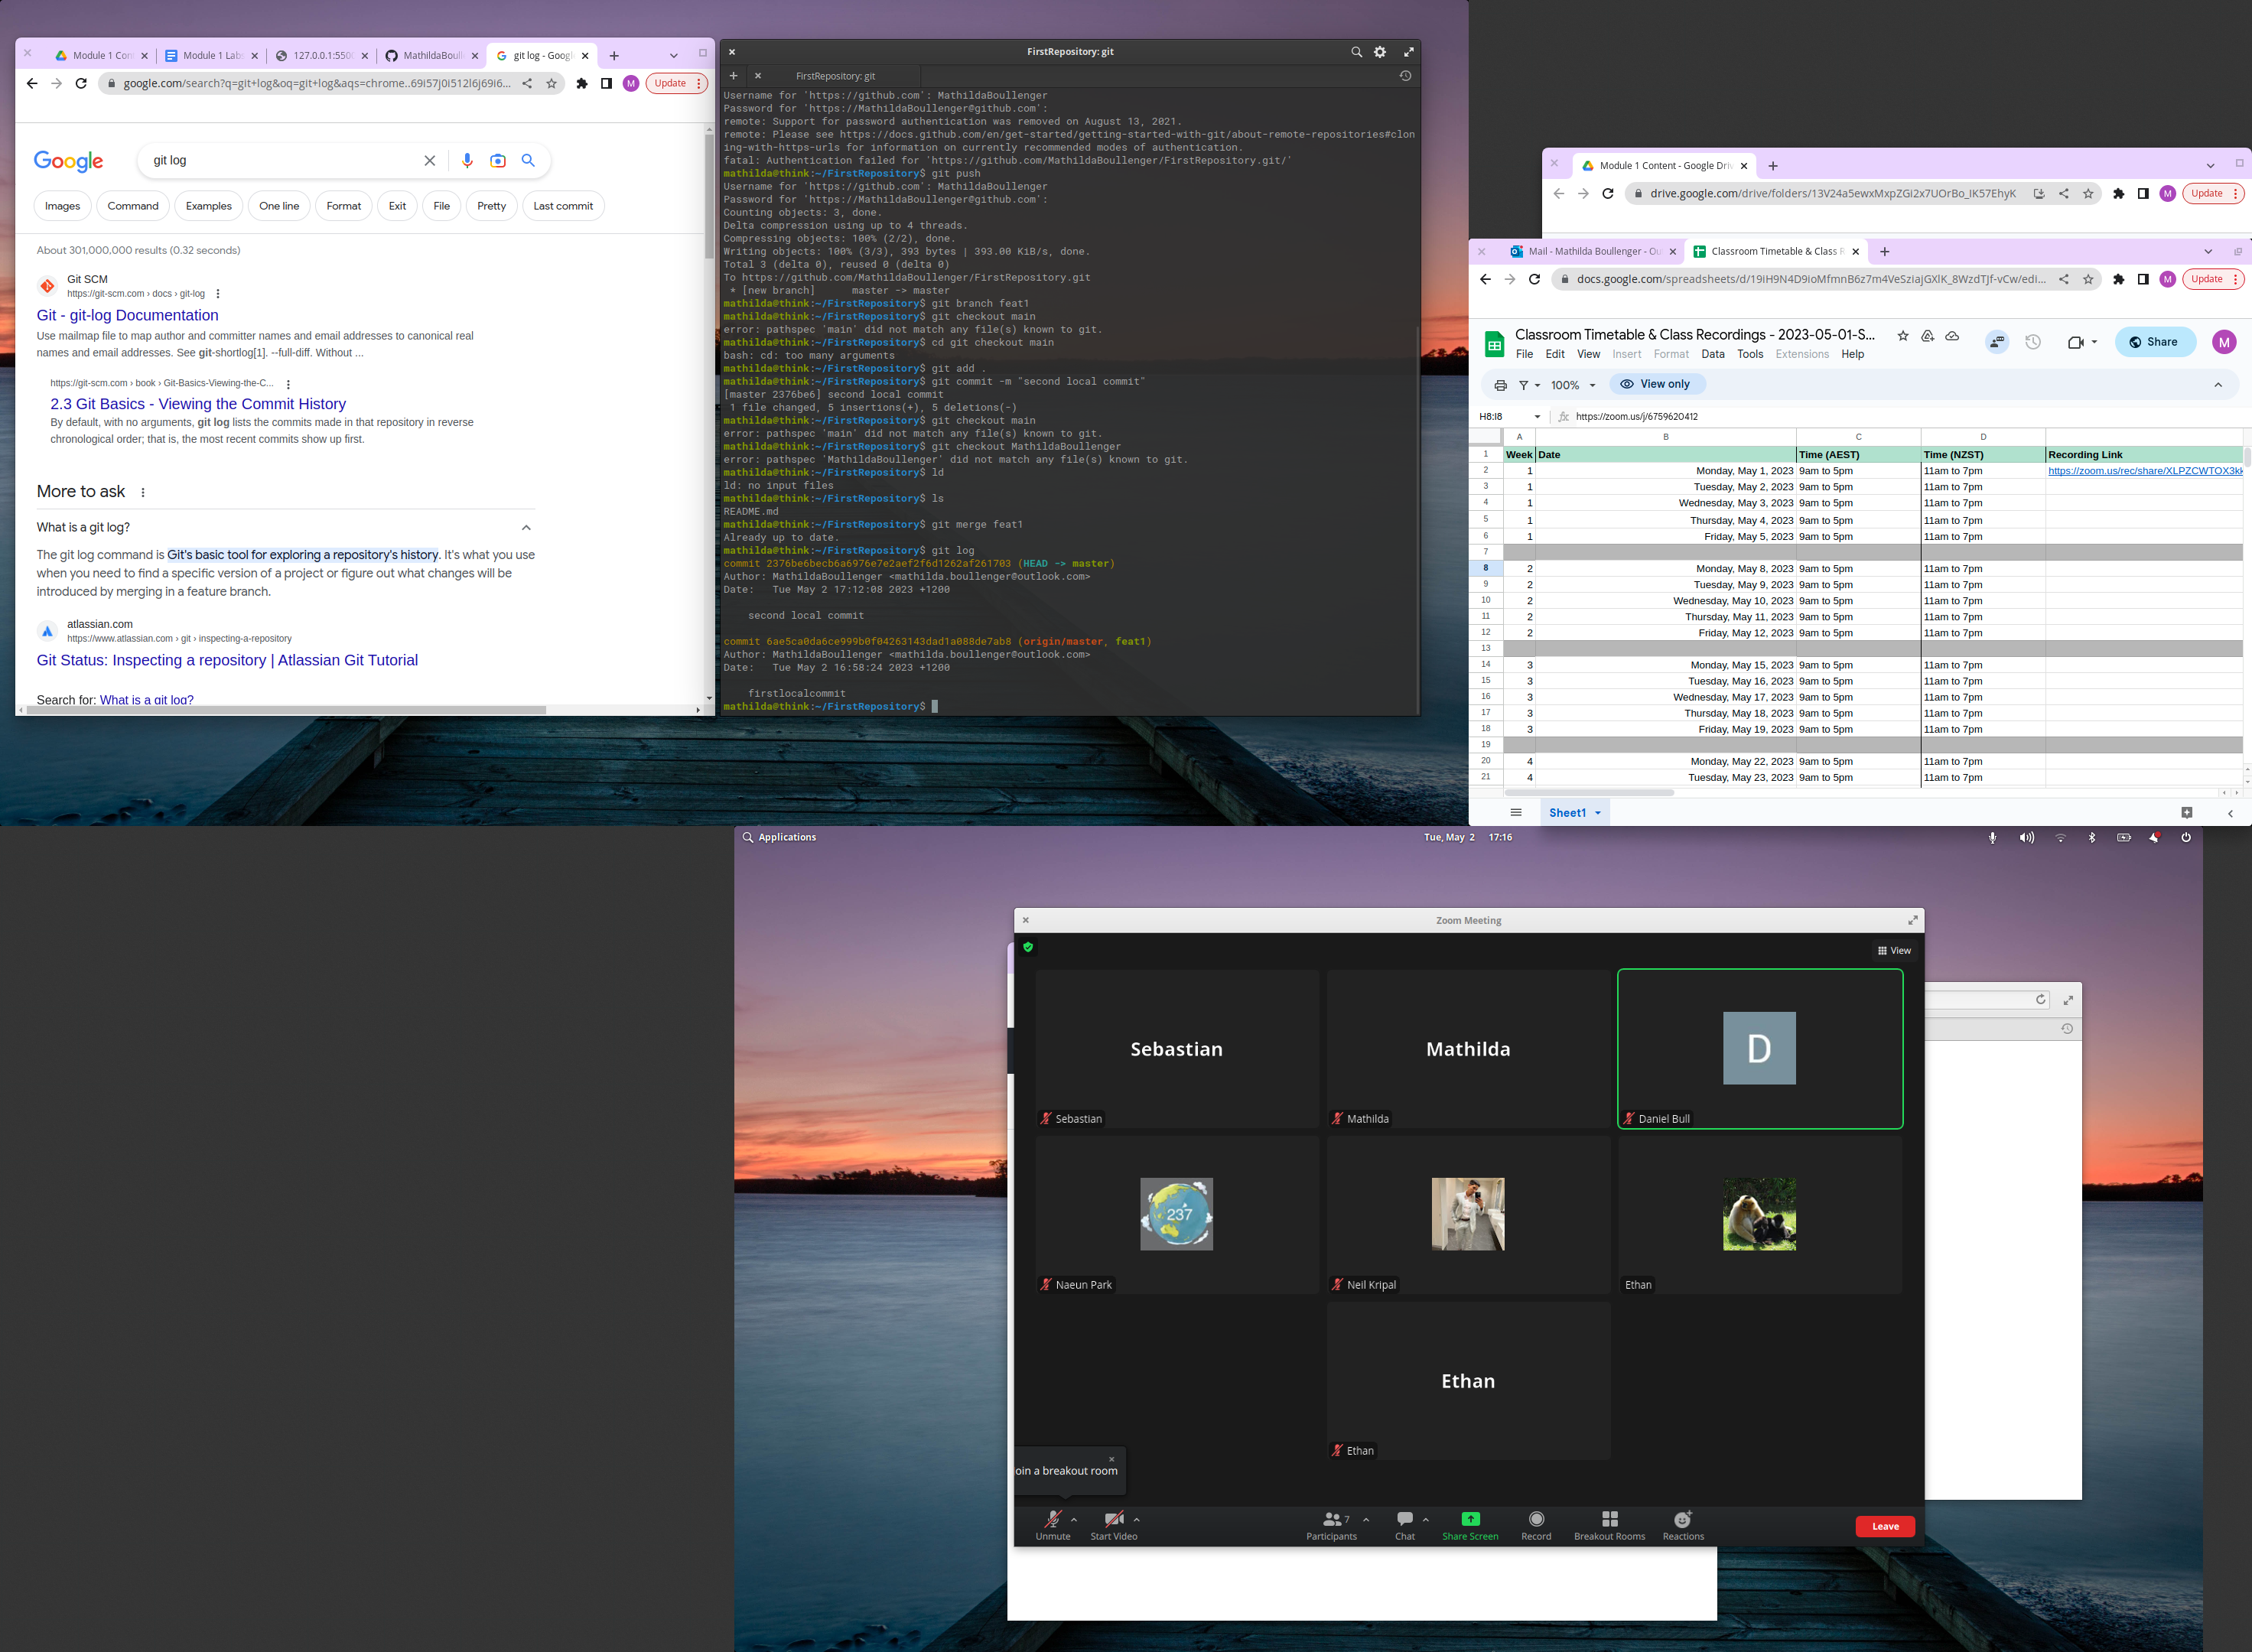 Module 1 Con
Module 1 Lab
127.0.0.1:550
MathildaBoull
git log - Goog
google.com/search?q=git+log&oq=git+log&aqs=chrome..69i57j0i512l6j69i6...
M
Update
Google
git log
Images
Command
Examples
One line
Format
Exit
File
Pretty
Last commit
About 301,000,000 results (0.32 seconds)
Git SCM
https://git-scm.com › docs › git-log
Git - git-log Documentation
Use mailmap file to map author and committer names and email addresses to canonical real
names and email addresses. See git-shortlog[1]. --full-diff. Without ...
https://git-scm.com › book › Git-Basics-Viewing-the-C...
2.3 Git Basics - Viewing the Commit History
By default, with no arguments, git log lists the commits made in that repository in reverse
chronological order; that is, the most recent commits show up first.
More to ask
What is a git log?
The git log command is Git's basic tool for exploring a repository's history. It's what you use
when you need to find a specific version of a project or figure out what changes will be
introduced by merging in a feature branch.
atlassian.com
https://www.atlassian.com › git › inspecting-a-repository
Git Status: Inspecting a repository | Atlassian Git Tutorial
Search for: What is a git log?
FirstRepository: git
FirstRepository: git
Username for 'https://github.com': MathildaBoullenger
Password for 'https://MathildaBoullenger@github.com':
remote: Support for password authentication was removed on August 13, 2021.
remote: Please see https://docs.github.com/en/get-started/getting-started-with-git/about-remote-repositories#clon
ing-with-https-urls for information on currently recommended modes of authentication.
fatal: Authentication failed for 'https://github.com/MathildaBoullenger/FirstRepository.git/'
mathilda@think:~/FirstRepository$ git push
Username for 'https://github.com': MathildaBoullenger
Password for 'https://MathildaBoullenger@github.com':
Counting objects: 3, done.
Delta compression using up to 4 threads.
Compressing objects: 100% (2/2), done.
Writing objects: 100% (3/3), 393 bytes | 393.00 KiB/s, done.
Total 3 (delta 0), reused 0 (delta 0)
To https://github.com/MathildaBoullenger/FirstRepository.git
 * [new branch]      master -> master
mathilda@think:~/FirstRepository$ git branch feat1
mathilda@think:~/FirstRepository$ git checkout main
error: pathspec 'main' did not match any file(s) known to git.
mathilda@think:~/FirstRepository$ cd git checkout main
bash: cd: too many arguments
mathilda@think:~/FirstRepository$ git add .
mathilda@think:~/FirstRepository$ git commit -m "second local commit"
[master 2376be6] second local commit
 1 file changed, 5 insertions(+), 5 deletions(-)
mathilda@think:~/FirstRepository$ git checkout main
error: pathspec 'main' did not match any file(s) known to git.
mathilda@think:~/FirstRepository$ git checkout MathildaBoullenger
error: pathspec 'MathildaBoullenger' did not match any file(s) known to git.
mathilda@think:~/FirstRepository$ ld
ld: no input files
mathilda@think:~/FirstRepository$ ls
README.md
mathilda@think:~/FirstRepository$ git merge feat1
Already up to date.
mathilda@think:~/FirstRepository$ git log
commit 2376be6becb6a6976e7e2aef2f6d1262af261703 (HEAD -> master)
Author: MathildaBoullenger <mathilda.boullenger@outlook.com>
Date:   Tue May 2 17:12:08 2023 +1200
second local commit
commit 6ae5ca0da6ce999b0f04263143dad1a088de7ab8 (origin/master, feat1)
Author: MathildaBoullenger <mathilda.boullenger@outlook.com>
Date:   Tue May 2 16:58:24 2023 +1200
firstlocalcommit
mathilda@think:~/FirstRepository$
Module 1 Content - Google Driv
drive.google.com/drive/folders/13V24a5ewxMxpZGi2x7UOrBo_IK57EhyK
M
Update
Mail - Mathilda Boullenger - Ou
Classroom Timetable & Class R
docs.google.com/spreadsheets/d/19iH9N4D9ioMfmnB6z7m4VeSziajGXlK_8WzdTJf-vCw/edi...
M
Update
Classroom Timetable & Class Recordings - 2023-05-01-S...
File Edit View Insert Format Data Tools Extensions Help
Share
M
100%
View only
H8:I8
fx https://zoom.us/j/6759620412
A B C D
1 Week Date Time (AEST) Time (NZST) Recording Link
2 1 Monday, May 1, 2023 9am to 5pm 11am to 7pm https://zoom.us/rec/share/XLPZCWTOX3kk
3 1 Tuesday, May 2, 2023 9am to 5pm 11am to 7pm
4 1 Wednesday, May 3, 2023 9am to 5pm 11am to 7pm
5 1 Thursday, May 4, 2023 9am to 5pm 11am to 7pm
6 1 Friday, May 5, 2023 9am to 5pm 11am to 7pm
7
8 2 Monday, May 8, 2023 9am to 5pm 11am to 7pm
9 2 Tuesday, May 9, 2023 9am to 5pm 11am to 7pm
10 2 Wednesday, May 10, 2023 9am to 5pm 11am to 7pm
11 2 Thursday, May 11, 2023 9am to 5pm 11am to 7pm
12 2 Friday, May 12, 2023 9am to 5pm 11am to 7pm
13
14 3 Monday, May 15, 2023 9am to 5pm 11am to 7pm
15 3 Tuesday, May 16, 2023 9am to 5pm 11am to 7pm
16 3 Wednesday, May 17, 2023 9am to 5pm 11am to 7pm
17 3 Thursday, May 18, 2023 9am to 5pm 11am to 7pm
18 3 Friday, May 19, 2023 9am to 5pm 11am to 7pm
19
20 4 Monday, May 22, 2023 9am to 5pm 11am to 7pm
21 4 Tuesday, May 23, 2023 9am to 5pm 11am to 7pm
Sheet1
Applications
Tue, May 2 17:16
Zoom Meeting
View
Sebastian
Mathilda
D
Sebastian
Mathilda
Daniel Bull
237
Naeun Park
Neil Kripal
Ethan
Ethan
Ethan
oin a breakout room
Unmute
Start Video
7
Participants
Chat
Share Screen
Record
Breakout Rooms
Reactions
Leave